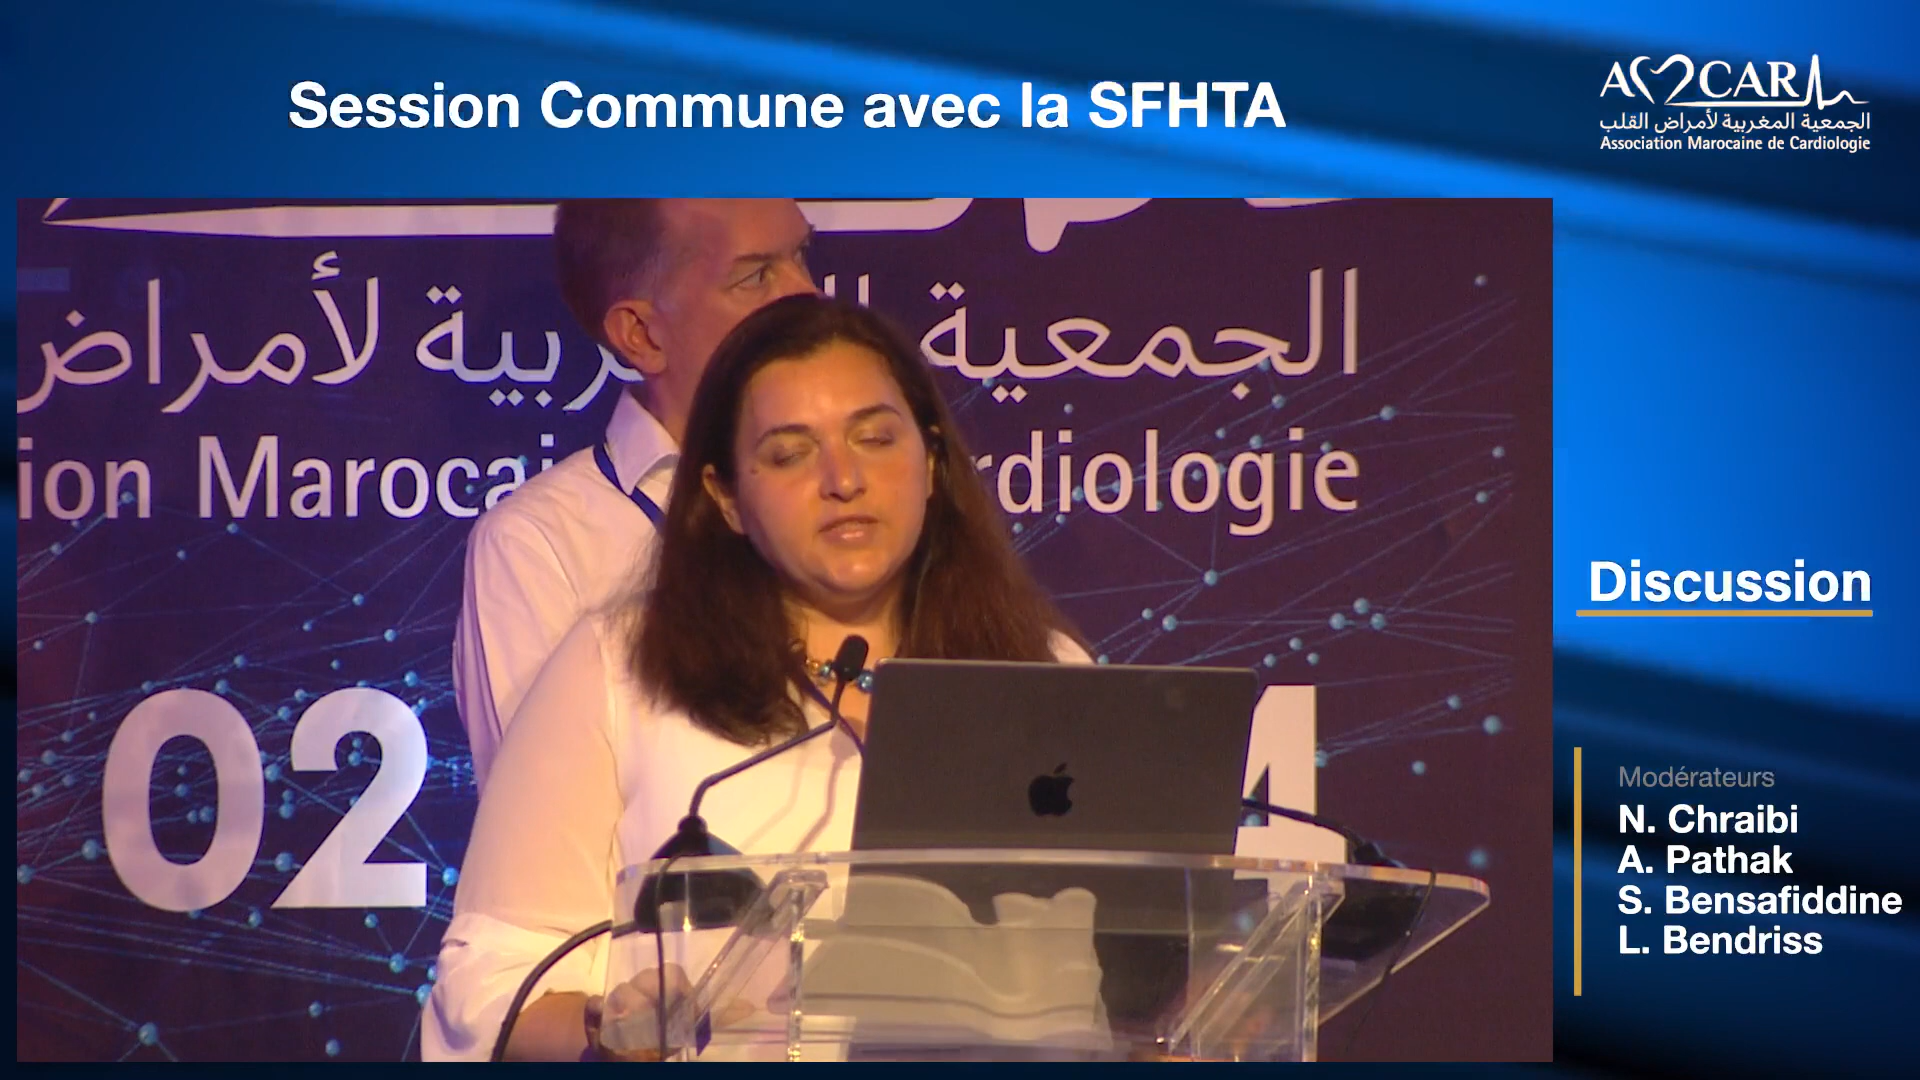 Session Commune avec la SFHTA
AMCAR
الجمعية المغربية لأمراض القلب
Association Marocaine de Cardiologie
الجمعية
لأمراض
ion Maroca
rdiologie
02
4
Discussion
Modérateurs
N. Chraibi
A. Pathak
S. Bensafiddine
L. Bendriss